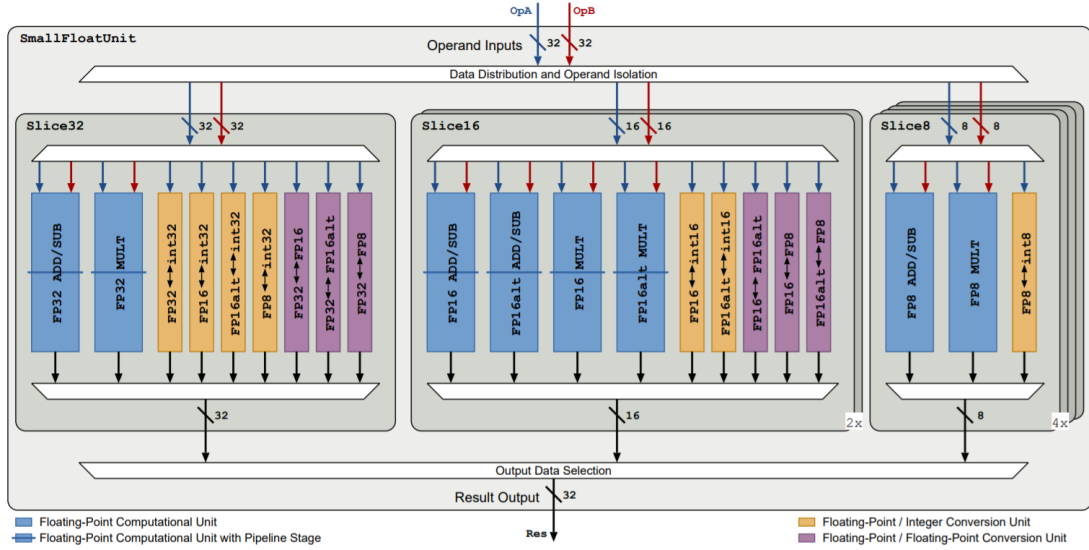 OpA OpB
SmallFloatUnit
Operand Inputs 32 32
Data Distribution and Operand Isolation
Slice32 32 32
Slice16 16 16
Slice8 8 8
FP32 ADD/SUB
FP32 MULT
FP32↔int32
FP16↔int32
FP16alt↔int32
FP8↔int32
FP32↔FP16
FP32↔FP16alt
FP32↔FP8
FP16 ADD/SUB
FP16alt ADD/SUB
FP16 MULT
FP16alt MULT
FP16↔int16
FP16alt↔int16
FP16↔FP16alt
FP16↔FP8
FP16alt↔FP8
FP8 ADD/SUB
FP8 MULT
FP8↔int8
32
16
2x
8
4x
Output Data Selection
Result Output 32
Res
Floating-Point Computational Unit
Floating-Point Computational Unit with Pipeline Stage
Floating-Point / Integer Conversion Unit
Floating-Point / Floating-Point Conversion Unit